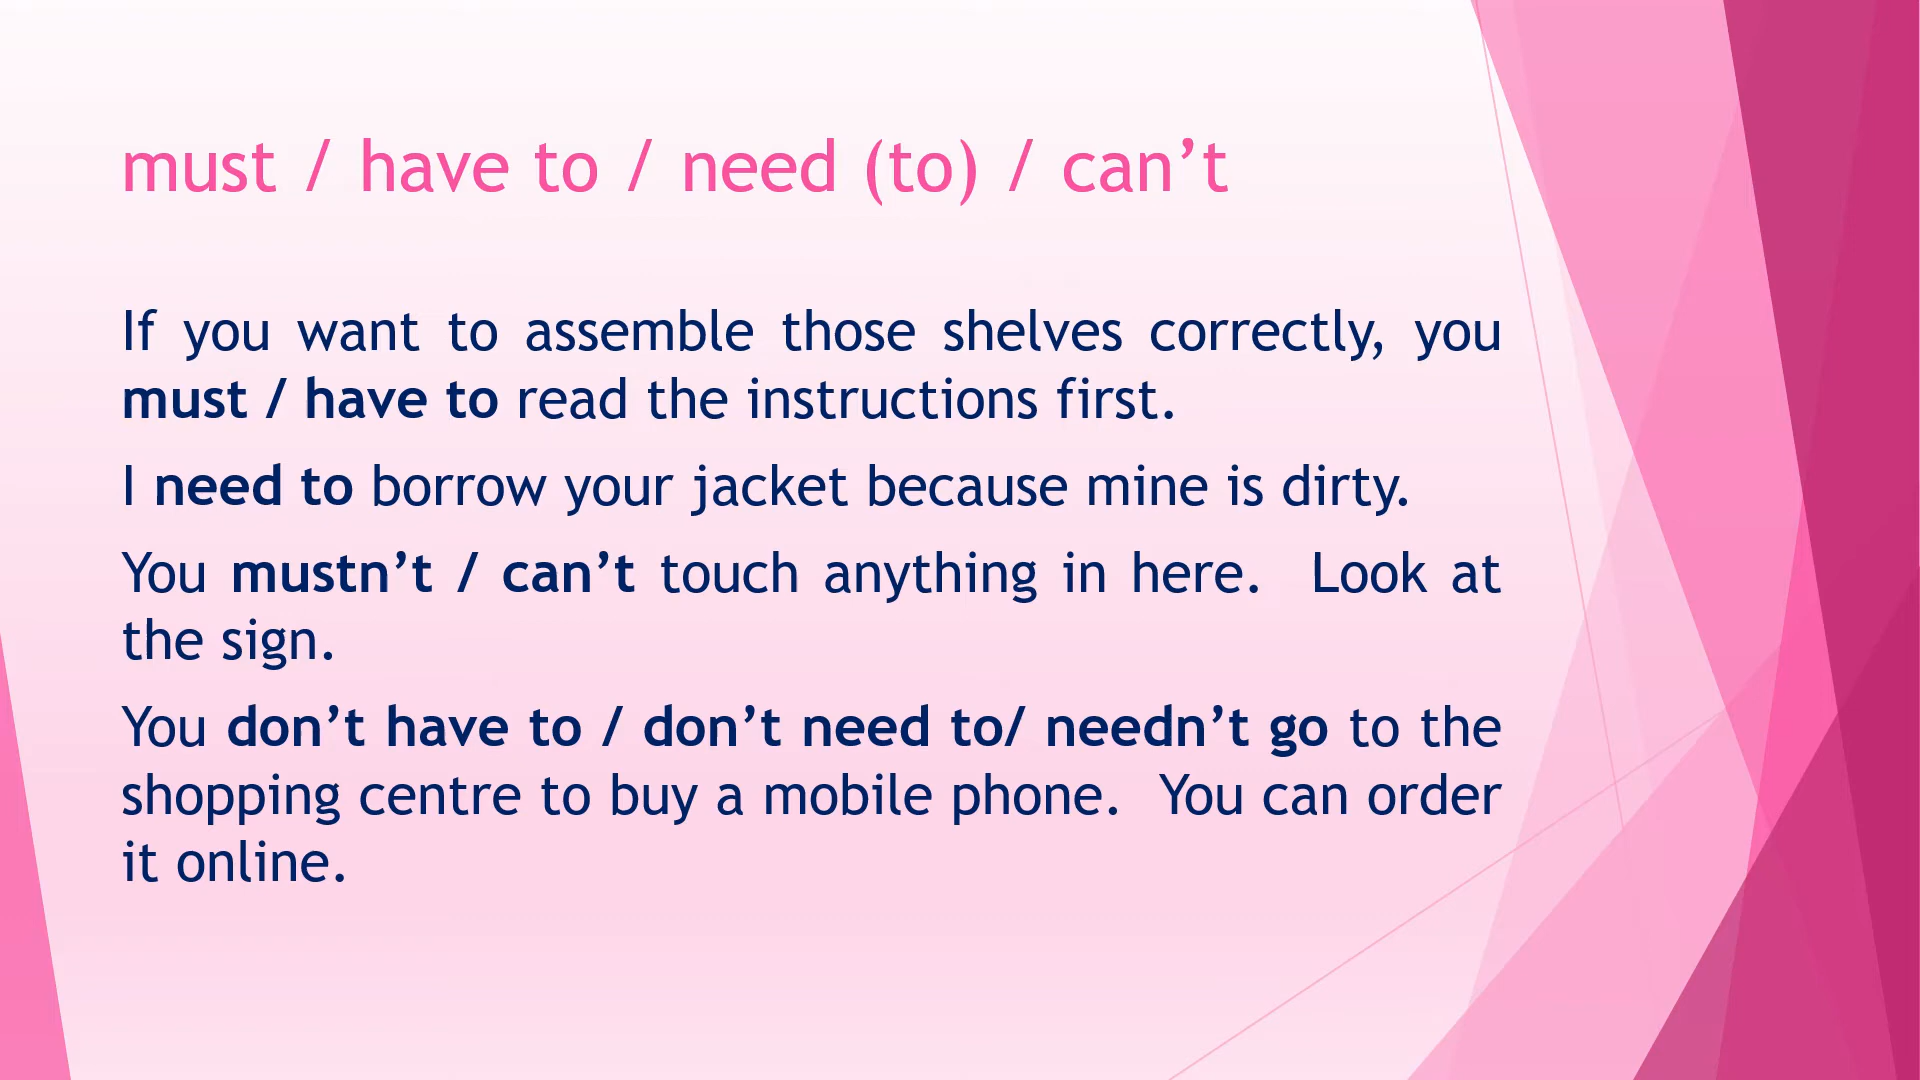 must / have to / need (to) / can’t
If you want to assemble those shelves correctly, you
must / have to read the instructions first.
I need to borrow your jacket because mine is dirty.
You mustn’t / can’t touch anything in here.  Look at
the sign.
You don’t have to / don’t need to/ needn’t go to the
shopping centre to buy a mobile phone.  You can order
it online.